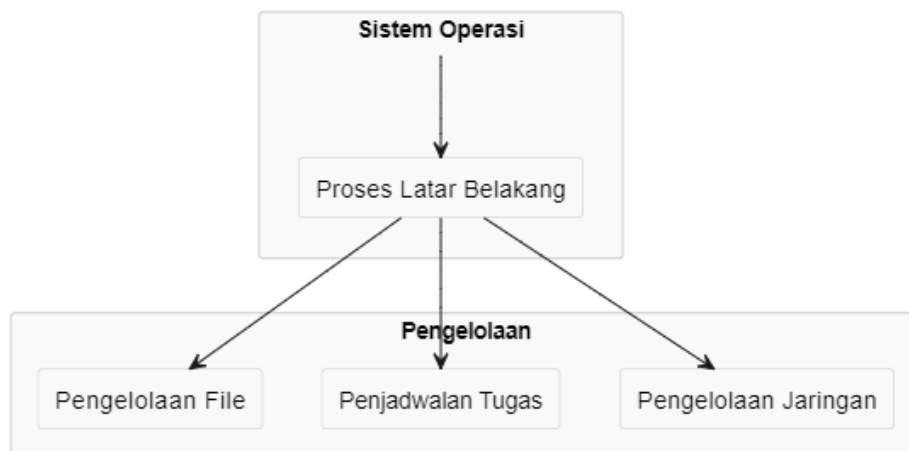 Sistem Operasi
Proses Latar Belakang
Pengelolaan
Pengelolaan File
Penjadwalan Tugas
Pengelolaan Jaringan